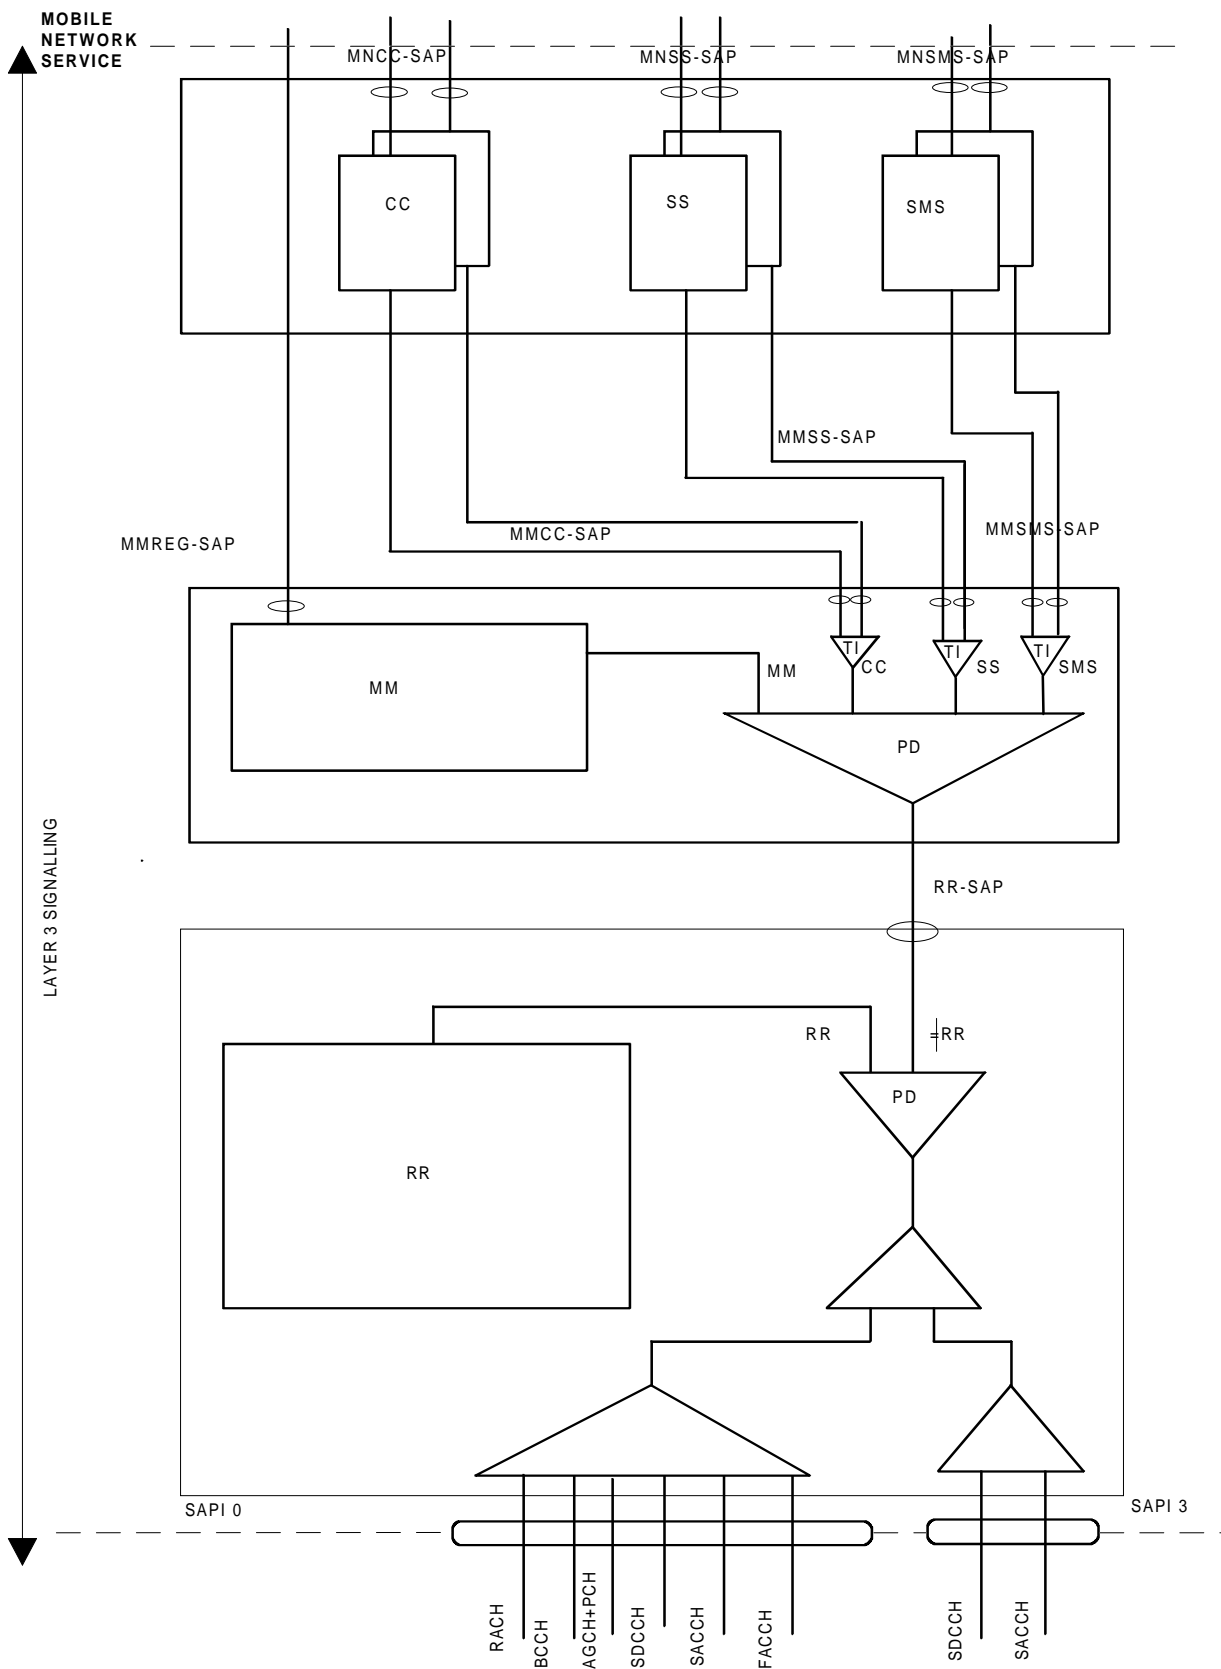 MOBILE
NETWORK
SERVICE
MNCC-SAP
MNSS-SAP
MNSMS-SAP
CC
SS
SMS
MMSS-SAP
MMREG-SAP
MMCC-SAP
MMSMS-SAP
TI
CC
TI
SS
TI
SMS
MM
MM
PD
LAYER 3 SIGNALLING
RR-SAP
RR
≠RR
PD
RR
SAPI 0
SAPI 3
RACH
BCCH
AGCH+PCH
SDCCH
SACCH
FACCH
SDCCH
SACCH